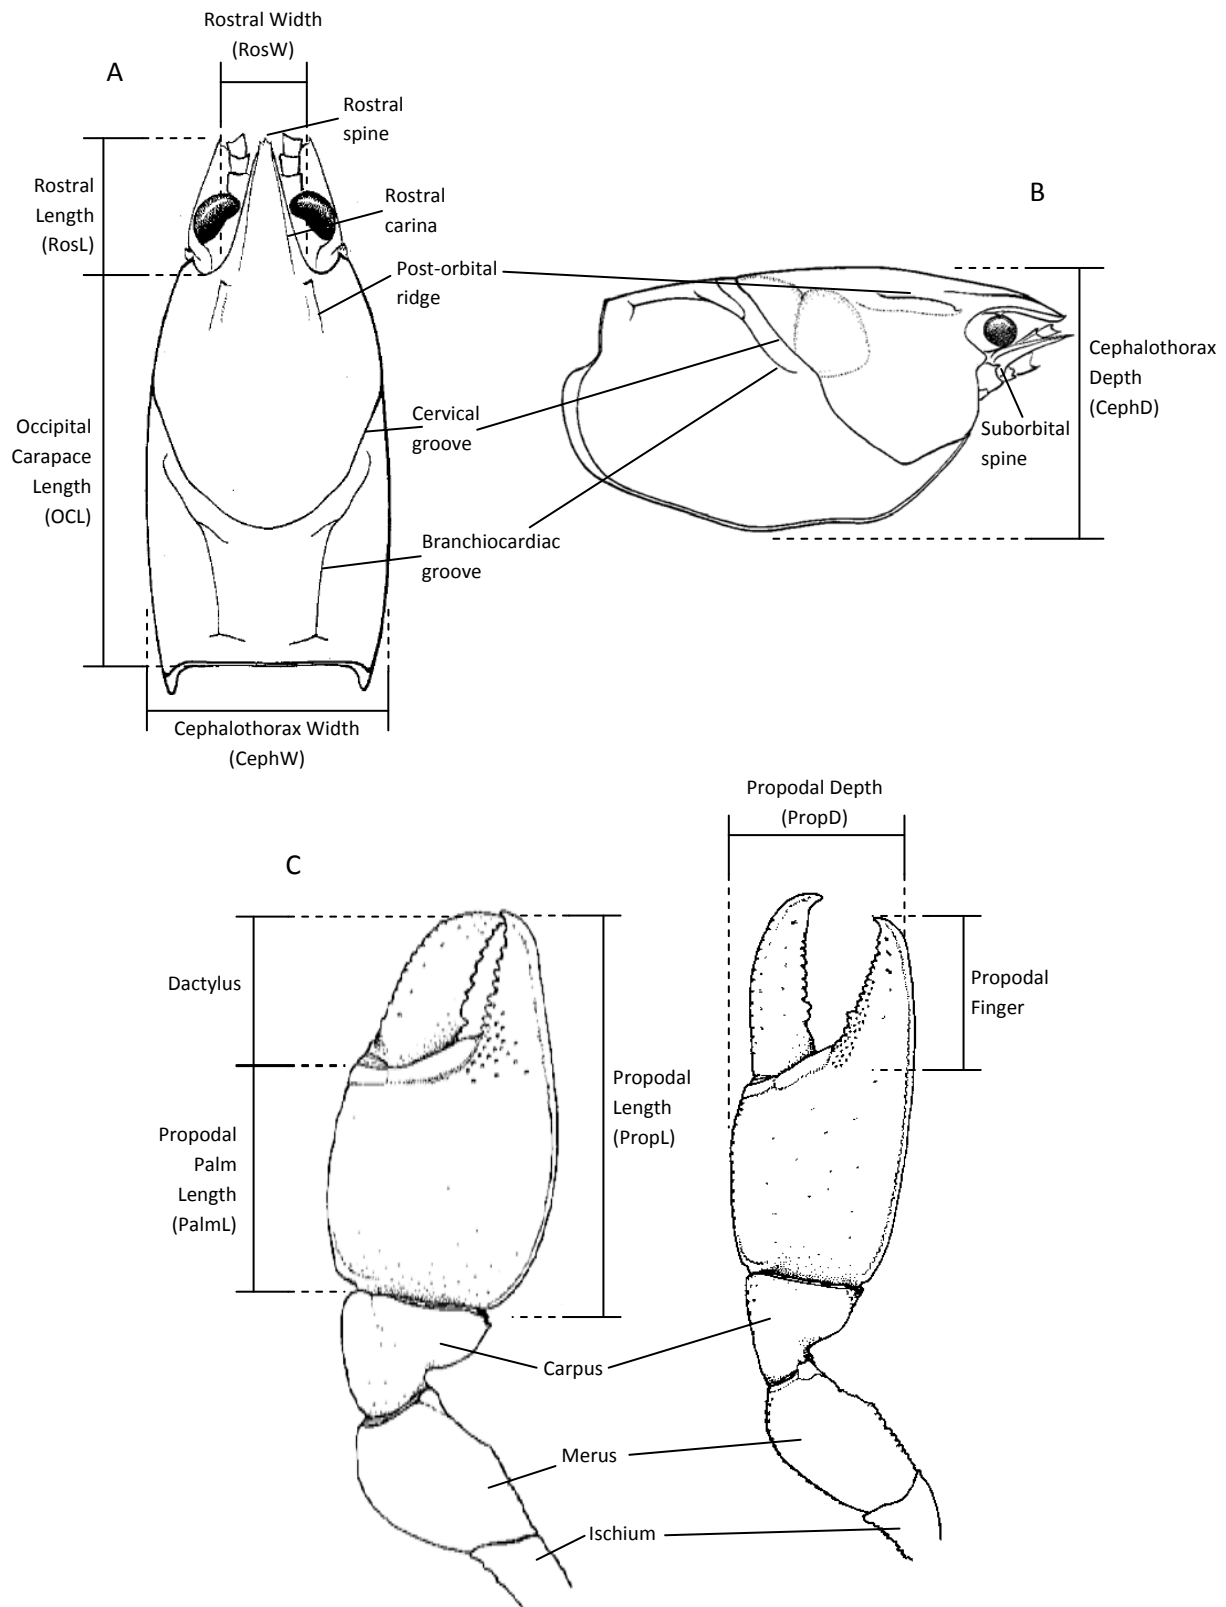 Rostral Width
(RosW)
A
Rostral
spine
Rostral
Length
(RosL)
Rostral
carina
B
Post-orbital
ridge
Cephalothorax
Depth
(CephD)
Occipital
Carapace
Length
(OCL)
Cervical
groove
Suborbital
spine
Branchiocardiac
groove
Cephalothorax Width
(CephW)
Propodal Depth
(PropD)
C
Dactylus
Propodal
Finger
Propodal
Length
(PropL)
Propodal
Palm
Length
(PalmL)
Carpus
Merus
Ischium